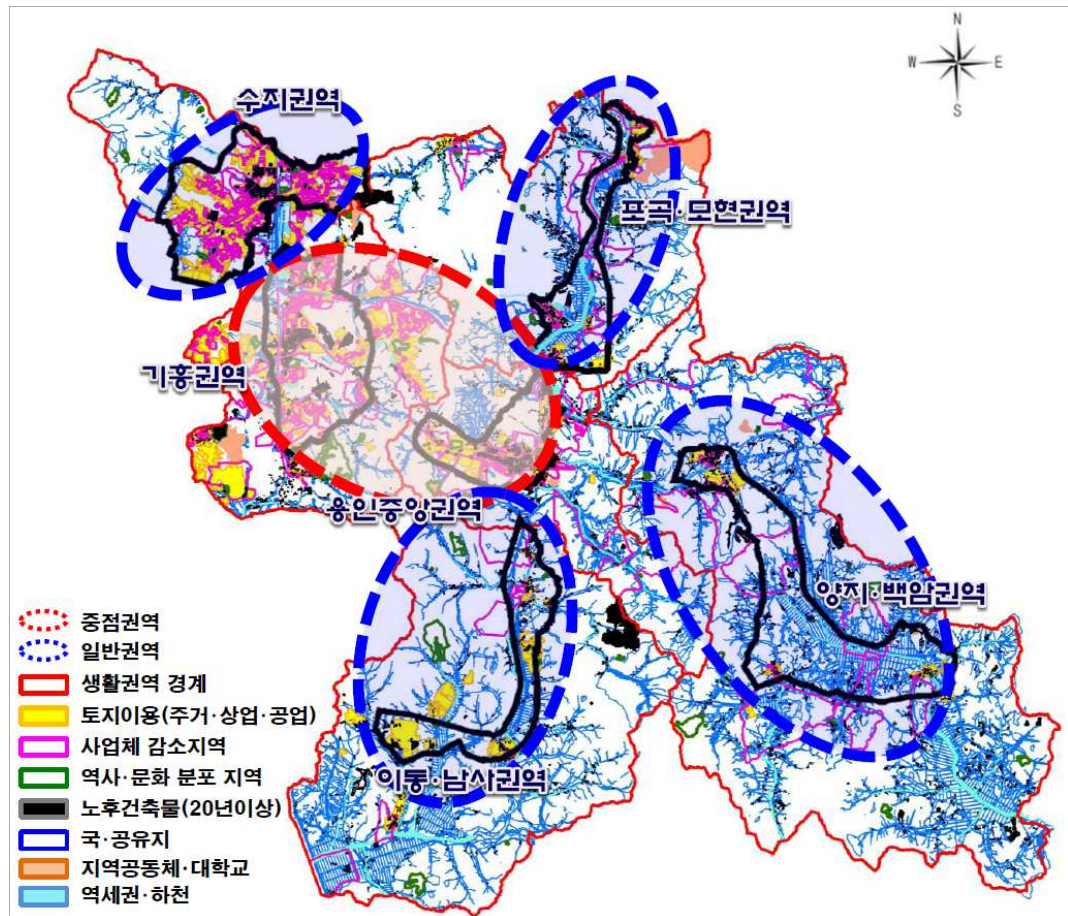 N
W
E
S
수지권역
포곡·모현권역
기흥권역
용인중앙권역
양지·백암권역
이동·남사권역
중점권역
일반권역
생활권역 경계
토지이용(주거·상업·공업)
사업체 감소지역
역사·문화 분포 지역
노후건축물(20년이상)
국·공유지
지역공동체·대학교
역세권·하천